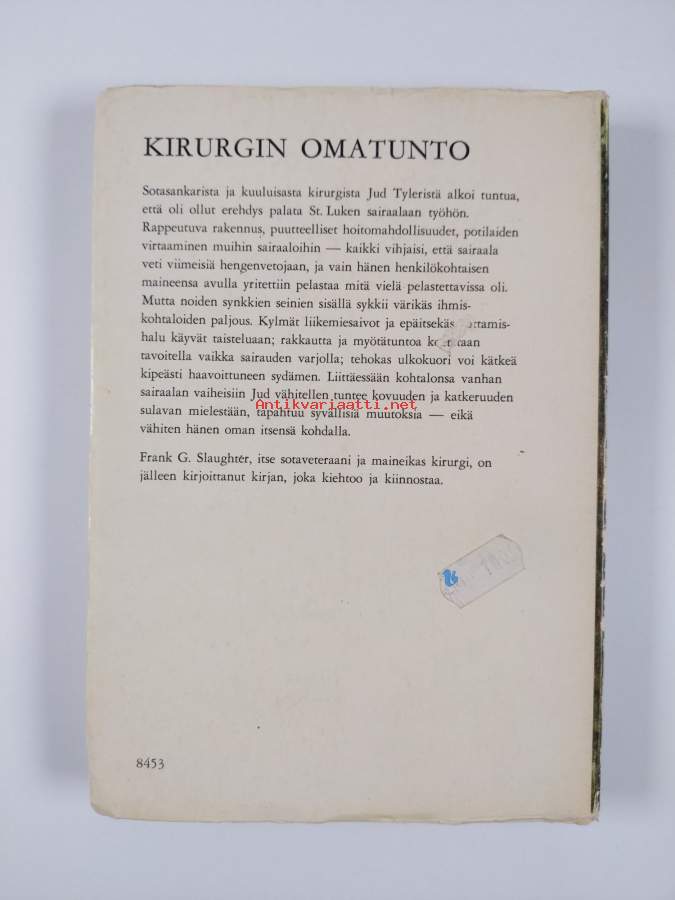 KIRURGIN OMATUNTO
Sotasankarista ja kuuluisasta kirurgista Jud Tyleristä alkoi tuntua,
että oli ollut erehdys palata St. Luken sairaalaan työhön.
Rappeutuva rakennus, puutteelliset hoitomahdollisuudet, potilaiden
virtaaminen muihin sairaaloihin — kaikki vihjaisi, että sairaala
veti viimeisiä hengenvetojaan, ja vain hänen henkilökohtaisen
maineensa avulla yritettiin pelastaa mitä vielä pelastettavissa oli.
Mutta noiden synkkien seinien sisällä sykkii värikäs ihmis-
kohtaloiden paljous. Kylmät liikemiesaivot ja epäitsekäs
halu käyvät taisteluaan; rakkautta ja myötätuntoa
tavoitella vaikka sairauden varjolla; tehokas ulkokuori voi kätkeä
kipeästi haavoittuneen sydämen. Liittäessään kohtalonsa vanhan
sairaalan vaiheisiin Jud vähitellen tuntee kovuuden ja katkeruuden
sulavan mielestään, tapahtuu syvällisiä muutoksia — eikä
Antikvariaatti.net
vähiten hänen oman itsensä kohdalla.
Frank G. Slaughter, itse sotaveteraani ja maineikas kirurgi, on
jälleen kirjoittanut kirjan, joka kiehtoo ja kiinnostaa.
8453